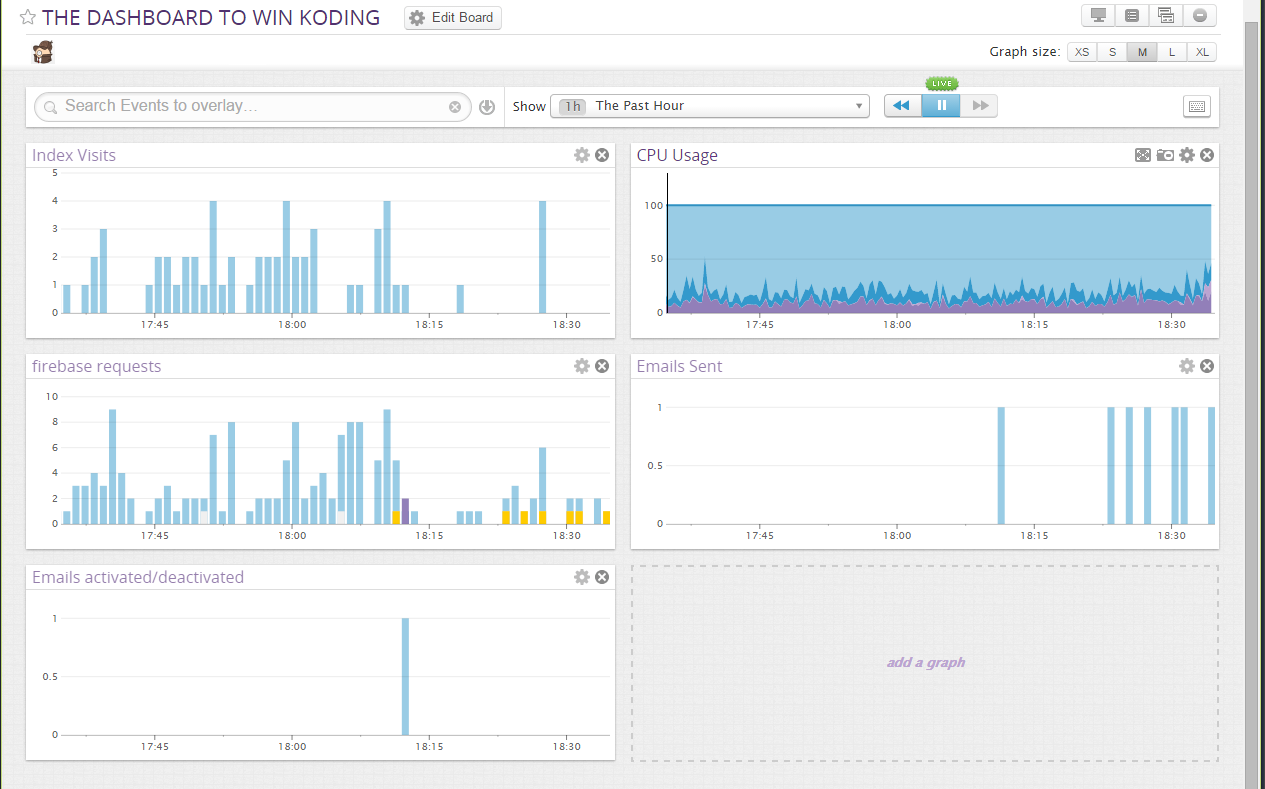 THE DASHBOARD TO WIN KODING Edit Board
Graph size: XS S M L XL
LIVE
Search Events to overlay... Show 1h The Past Hour
Index Visits
5
4
3
2
1
0
17:45 18:00 18:15 18:30
CPU Usage
100
50
0
17:45 18:00 18:15 18:30
firebase requests
10
8
6
4
2
0
17:45 18:00 18:15 18:30
Emails Sent
1
0.5
0
17:45 18:00 18:15 18:30
Emails activated/deactivated
1
0.5
0
17:45 18:00 18:15 18:30
add a graph